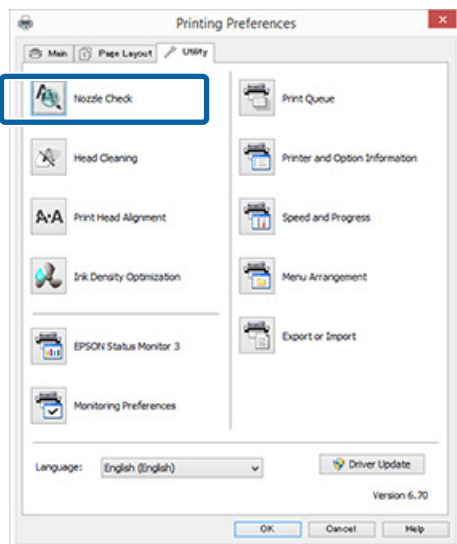 Printing Preferences
Main
Page Layout
Utility
Nozzle Check
Print Queue
Head Cleaning
Printer and Option Information
Print Head Alignment
Speed and Progress
Ink Density Optimization
Menu Arrangement
EPSON Status Monitor 3
Export or Import
Monitoring Preferences
Language: English (English)
Driver Update
Version 6.70
OK Cancel Help